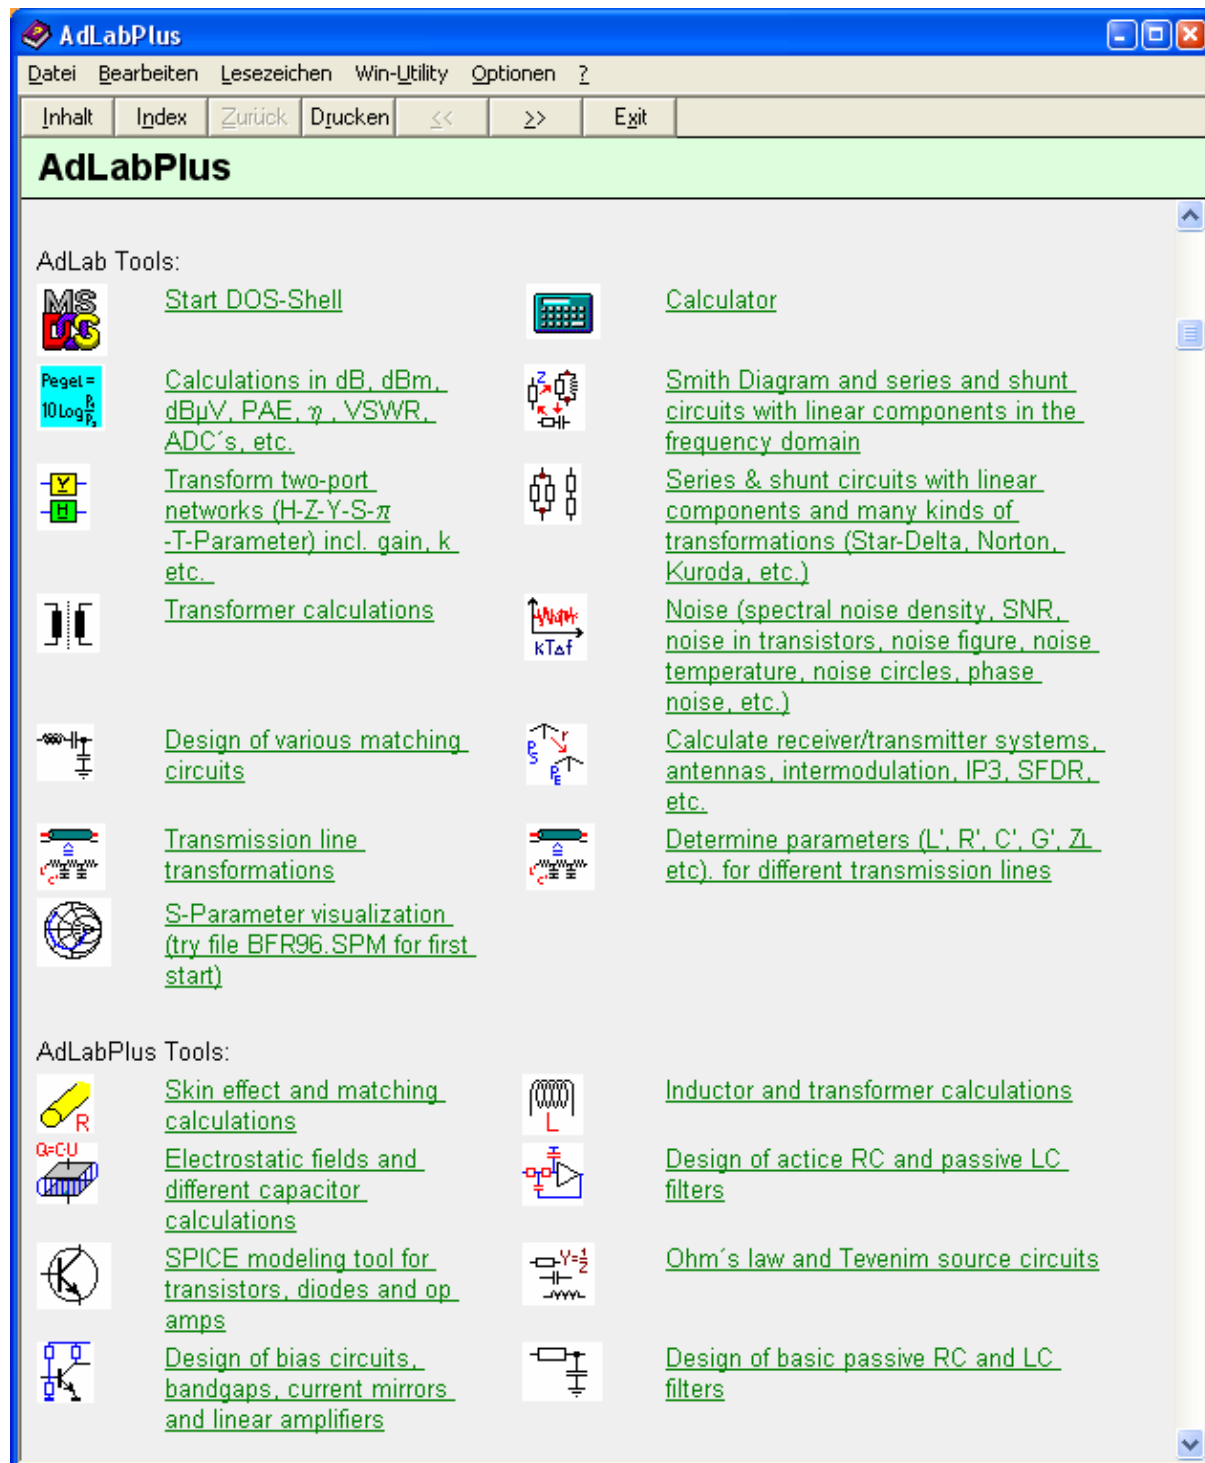 AdLabPlus
Datei Bearbeiten Lesezeichen Win-Utility Optionen ?
Inhalt Index Zurück Drucken << >> Exit
AdLabPlus
AdLab Tools:
MS DOS
Start DOS-Shell
Calculator
Pegel =
10Log
Calculations in dB, dBm,
dBµV, PAE, η , VSWR,
ADC´s, etc.
Z
Smith Diagram and series and shunt
circuits with linear components in the
frequency domain
Y
H
Transform two-port
networks (H-Z-Y-S-π
-T-Parameter) incl. gain, k
etc.
Series & shunt circuits with linear
components and many kinds of
transformations (Star-Delta, Norton,
Kuroda, etc.)
Transformer calculations
kT∆f
Noise (spectral noise density, SNR,
noise in transistors, noise figure, noise
temperature, noise circles, phase
noise, etc.)
Design of various matching
circuits
r
PS
PE
Calculate receiver/transmitter systems,
antennas, intermodulation, IP3, SFDR,
etc.
Transmission line
transformations
Determine parameters (L', R', C', G', ZL
etc). for different transmission lines
S-Parameter visualization
(try file BFR96.SPM for first
start)
AdLabPlus Tools:
R
Skin effect and matching
calculations
L
Inductor and transformer calculations
Q=C·U
Electrostatic fields and
different capacitor
calculations
Design of actice RC and passive LC
filters
SPICE modeling tool for
transistors, diodes and op
amps
Y=1/Z
Ohm´s law and Tevenim source circuits
Design of bias circuits,
bandgaps, current mirrors
and linear amplifiers
Design of basic passive RC and LC
filters